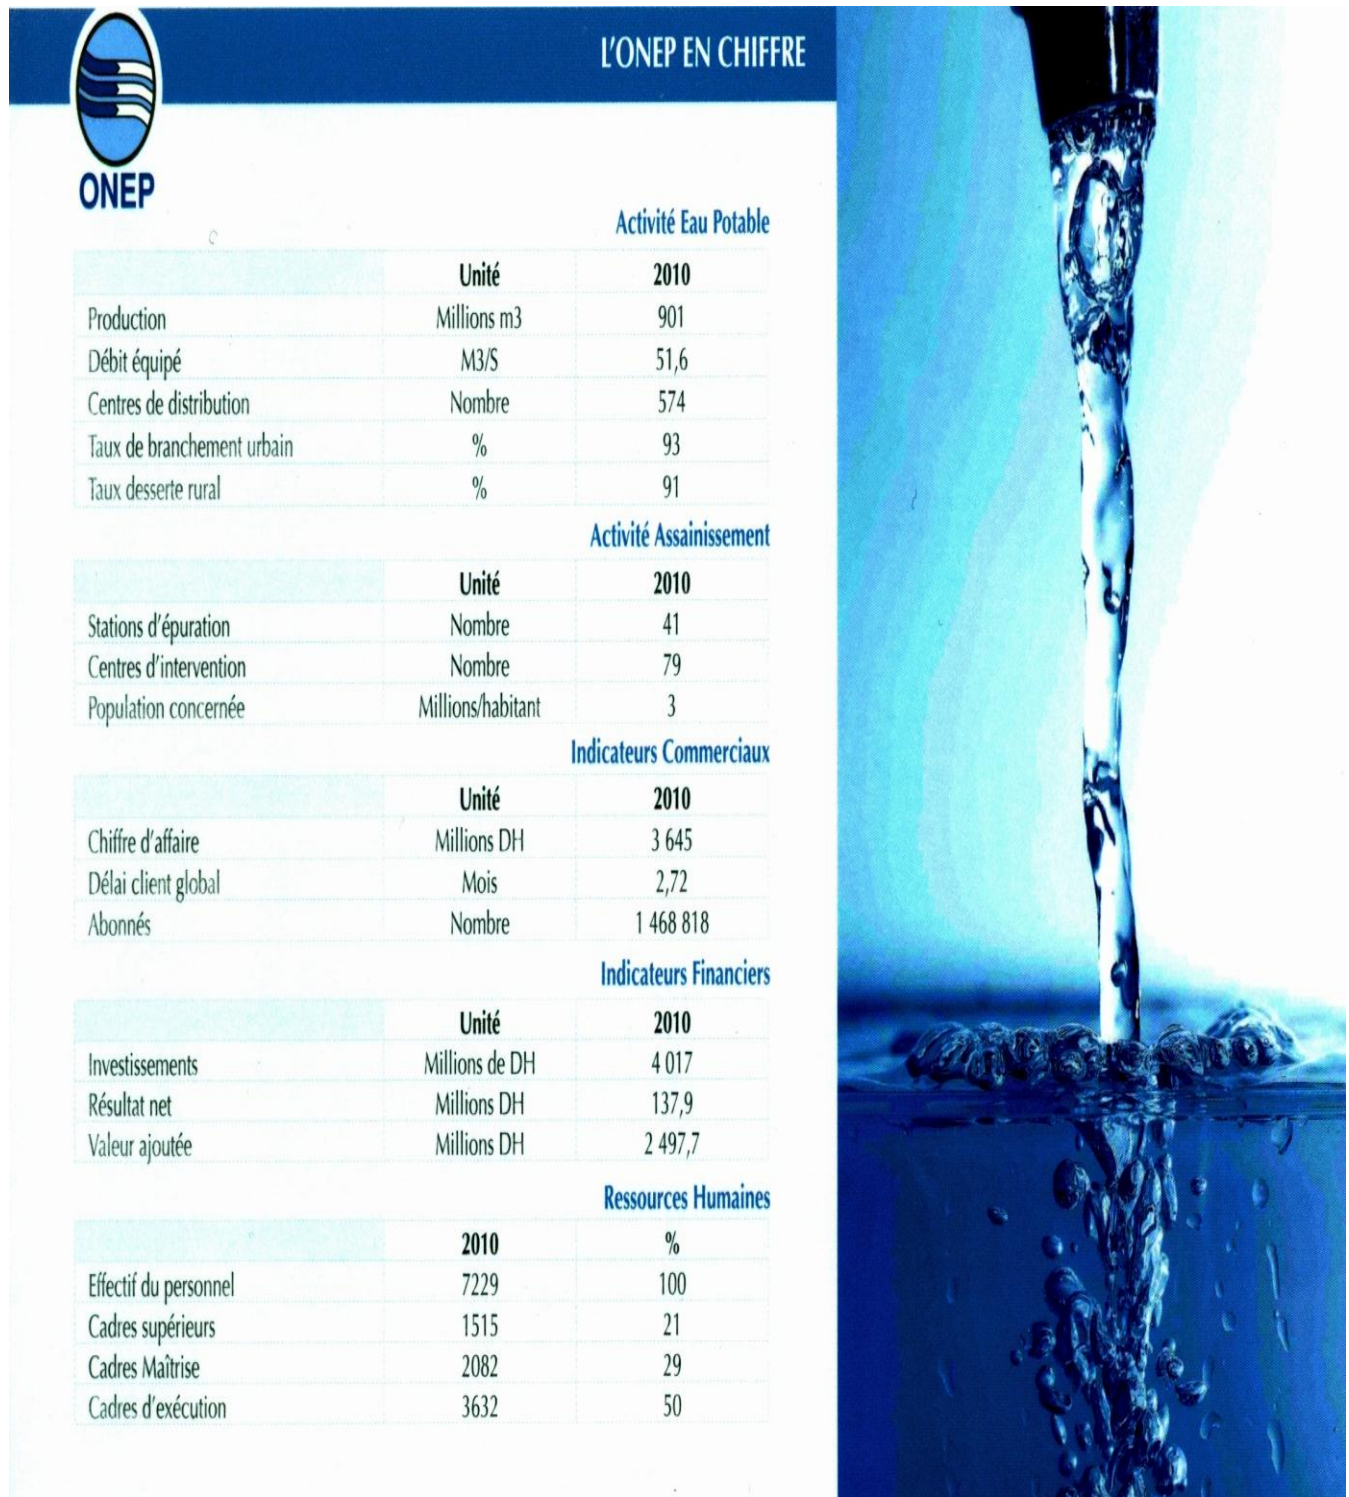 L'ONEP EN CHIFFRE
ONEP
Activité Eau Potable
Unité 2010
Production Millions m3 901
Débit équipé M3/S 51,6
Centres de distribution Nombre 574
Taux de branchement urbain % 93
Taux desserte rural % 91
Activité Assainissement
Unité 2010
Stations d'épuration Nombre 41
Centres d'intervention Nombre 79
Population concernée Millions/habitant 3
Indicateurs Commerciaux
Unité 2010
Chiffre d'affaire Millions DH 3 645
Délai client global Mois 2,72
Abonnés Nombre 1 468 818
Indicateurs Financiers
Unité 2010
Investissements Millions de DH 4 017
Résultat net Millions DH 137,9
Valeur ajoutée Millions DH 2 497,7
Ressources Humaines
2010 %
Effectif du personnel 7229 100
Cadres supérieurs 1515 21
Cadres Maîtrise 2082 29
Cadres d'exécution 3632 50